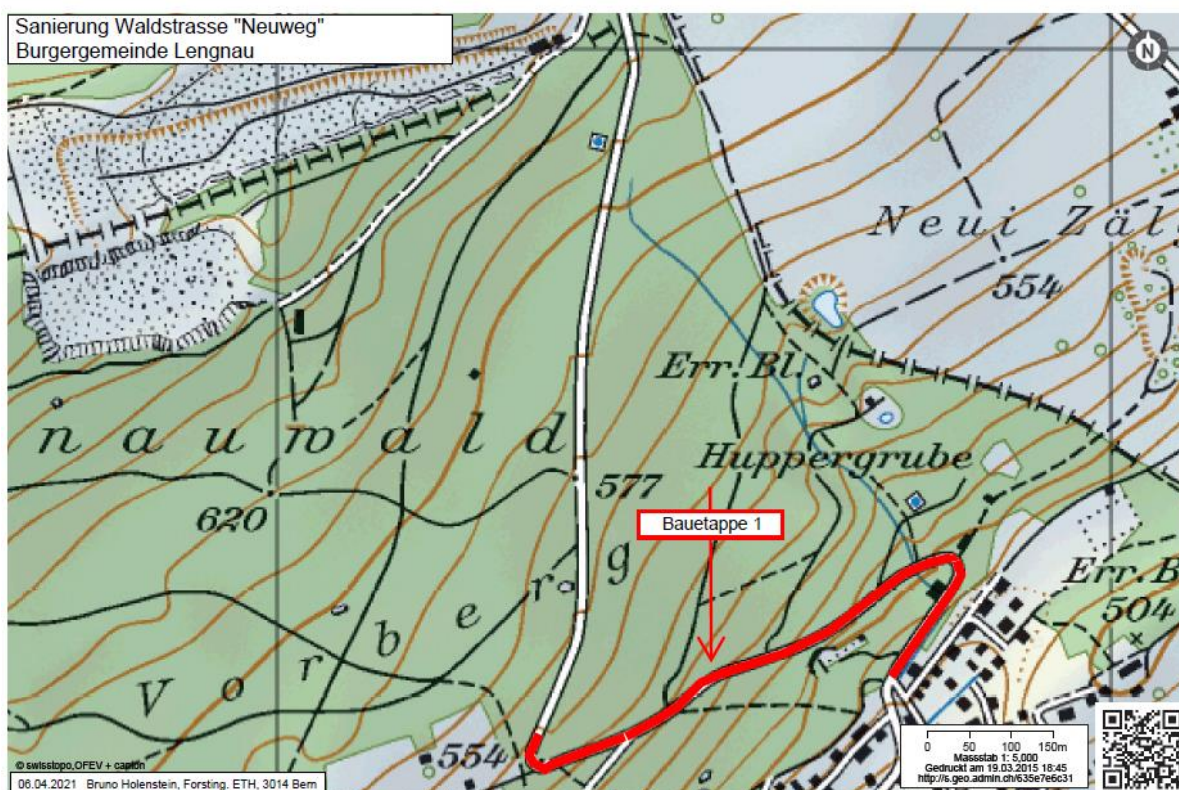 Sanierung Waldstrasse "Neuweg"
Burgergemeinde Lengnau
N
Neui Zäl
554
Err. Bl.
n a u w a l d
Huppergrube
577
620
Bauetappe 1
V o r b e r g
Err. B
504
554
0 50 100 150m
Masstab 1: 5,000
Gedruckt am 19.03.2015 18:45
http://s.geo.admin.ch/635e7e6c31
© swisstopo,OFEV + canton
06.04.2021 Bruno Holenstein, Forsting. ETH, 3014 Bern